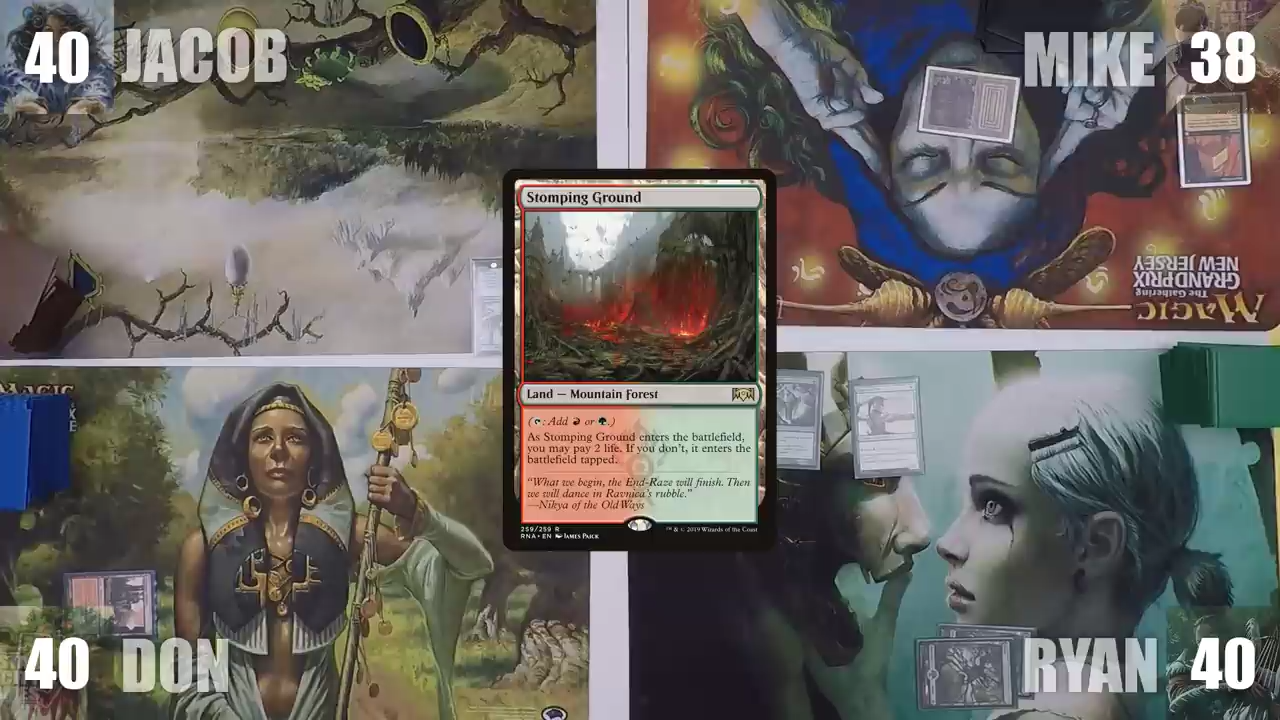 40 JACOB
MIKE 38
Stomping Ground
Land — Mountain Forest
( : Add or .)
As Stomping Ground enters the battlefield,
you may pay 2 life. If you don't, it enters the
battlefield tapped.
"What we begin, the End-Raze will finish. Then
we will dance in Ravnica's rubble."
—Nikya of the Old Ways
259/259 R
RNA • EN JAMES PAICK
™ & © 2019 Wizards of the Coast
MAGIC
The Gathering
GRAND PRIX
NEW JERSEY
MAGIC
40 DON
RYAN 40